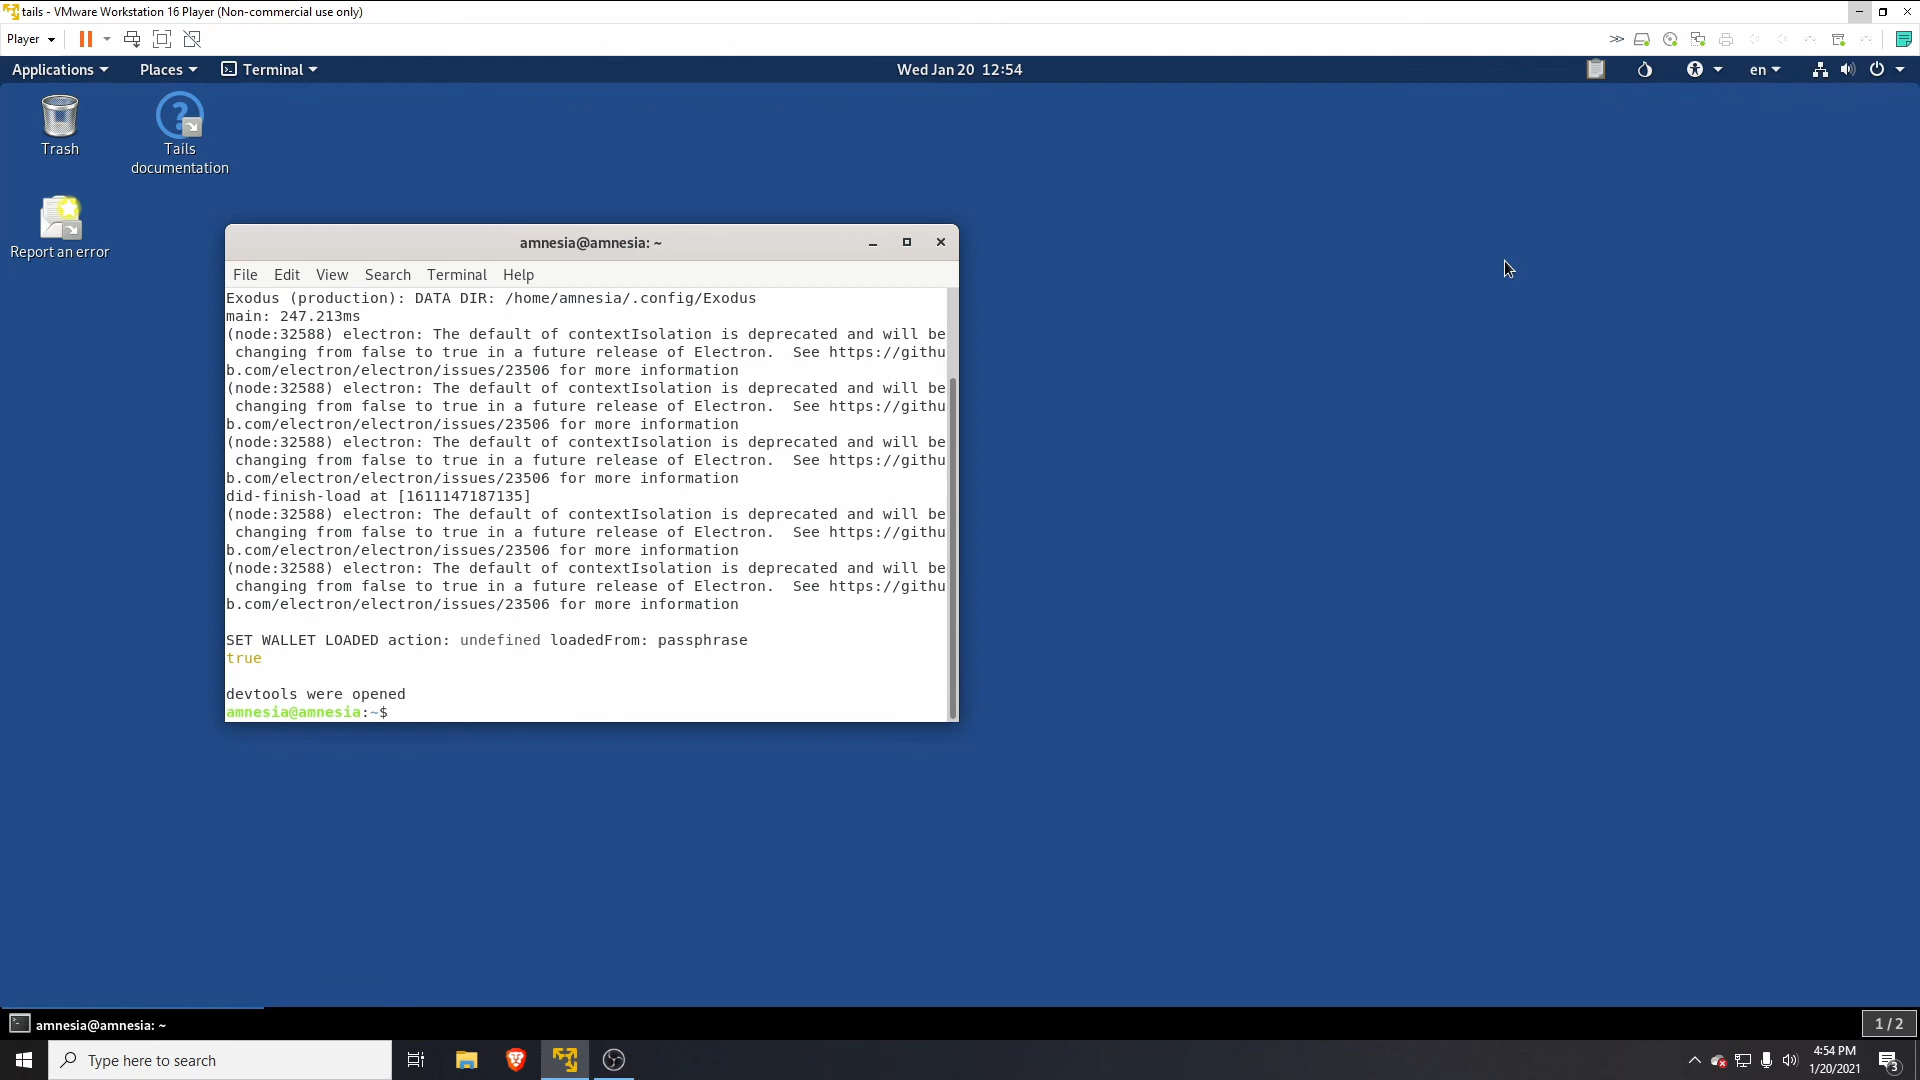 tails - VMware Workstation 16 Player (Non-commercial use only)
Player
Applications Places Terminal Wed Jan 20 12:54 en
Trash
Tails
documentation
Report an error
amnesia@amnesia: ~
File Edit View Search Terminal Help
Exodus (production): DATA DIR: /home/amnesia/.config/Exodus
main: 247.213ms
(node:32588) electron: The default of contextIsolation is deprecated and will be
changing from false to true in a future release of Electron.  See https://githu
b.com/electron/electron/issues/23506 for more information
(node:32588) electron: The default of contextIsolation is deprecated and will be
changing from false to true in a future release of Electron.  See https://githu
b.com/electron/electron/issues/23506 for more information
(node:32588) electron: The default of contextIsolation is deprecated and will be
changing from false to true in a future release of Electron.  See https://githu
b.com/electron/electron/issues/23506 for more information
did-finish-load at [1611147187135]
(node:32588) electron: The default of contextIsolation is deprecated and will be
changing from false to true in a future release of Electron.  See https://githu
b.com/electron/electron/issues/23506 for more information
(node:32588) electron: The default of contextIsolation is deprecated and will be
changing from false to true in a future release of Electron.  See https://githu
b.com/electron/electron/issues/23506 for more information
SET WALLET LOADED action: undefined loadedFrom: passphrase
true
devtools were opened
amnesia@amnesia:~$
amnesia@amnesia: ~
1 / 2
Type here to search
4:54 PM
1/20/2021
3